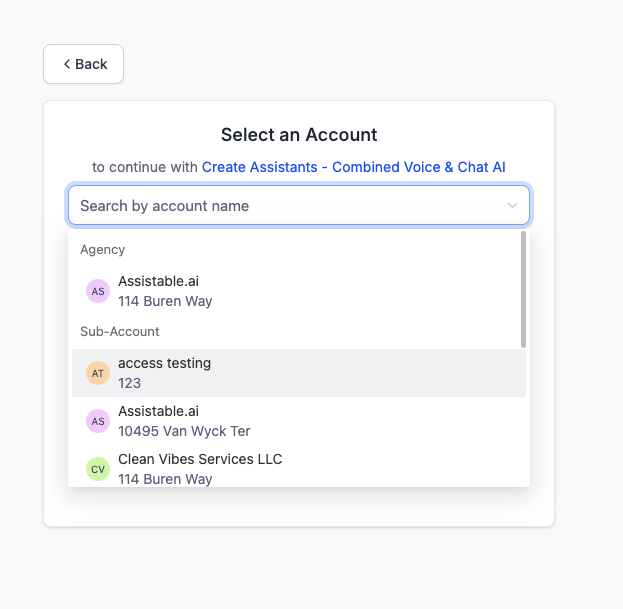 Back
Select an Account
to continue with Create Assistants - Combined Voice & Chat AI
Search by account name
Agency
AS
Assistable.ai
114 Buren Way
Sub-Account
AT
access testing
123
AS
Assistable.ai
10495 Van Wyck Ter
CV
Clean Vibes Services LLC
114 Buren Way